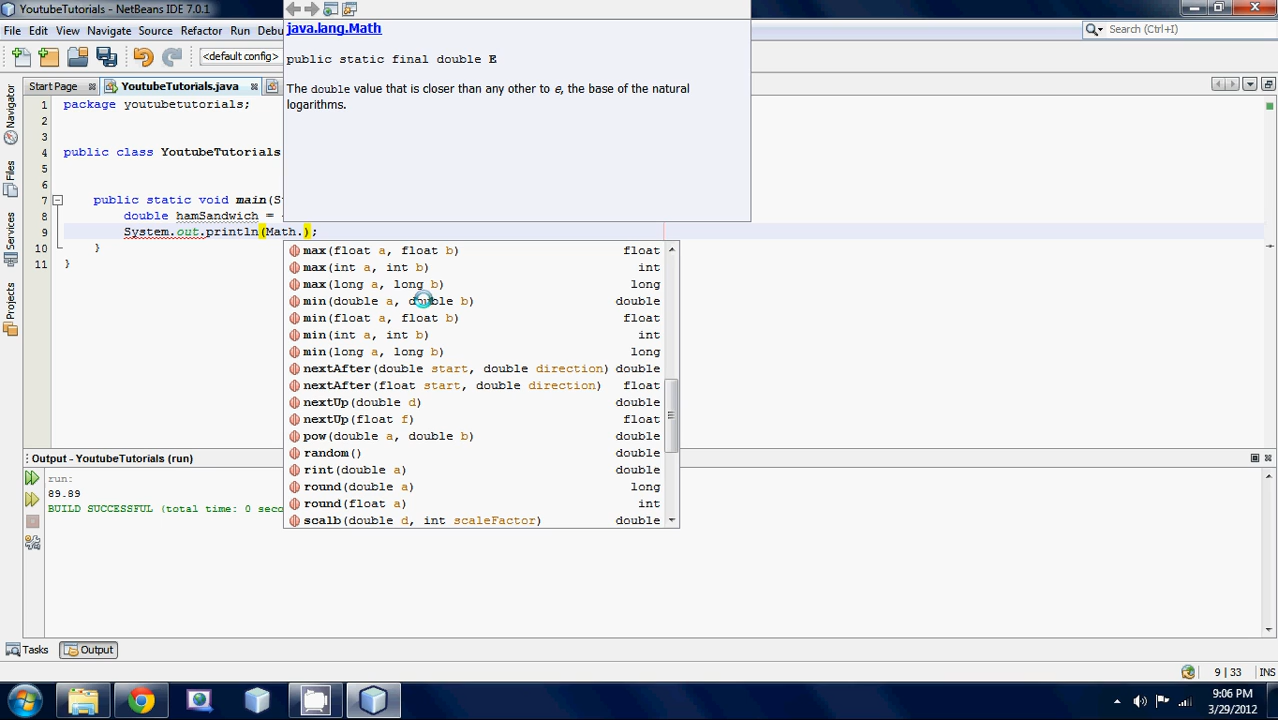 YoutubeTutorials - NetBeans IDE 7.0.1
File Edit View Navigate Source Refactor Run Debu
<default config>
Search (Ctrl+I)
java.lang.Math
public static final double E
The double value that is closer than any other to e, the base of the natural
logarithms.
Start Page YoutubeTutorials.java
Navigator
Files
Services
Projects
1 package youtubetutorials;
2
3
4 public class YoutubeTutorials
5
6
7 public static void main(S
8 double hamSandwich =
9 System.out.println(Math.);
10 }
11 }
max(float a, float b) float
max(int a, int b) int
max(long a, long b) long
min(double a, double b) double
min(float a, float b) float
min(int a, int b) int
min(long a, long b) long
nextAfter(double start, double direction) double
nextAfter(float start, double direction) float
nextUp(double d) double
nextUp(float f) float
pow(double a, double b) double
random() double
rint(double a) double
round(double a) long
round(float a) int
scalb(double d, int scaleFactor) double
Output - YoutubeTutorials (run)
run:
89.89
BUILD SUCCESSFUL (total time: 0 seco
Tasks Output
9 | 33 INS
9:06 PM
3/29/2012